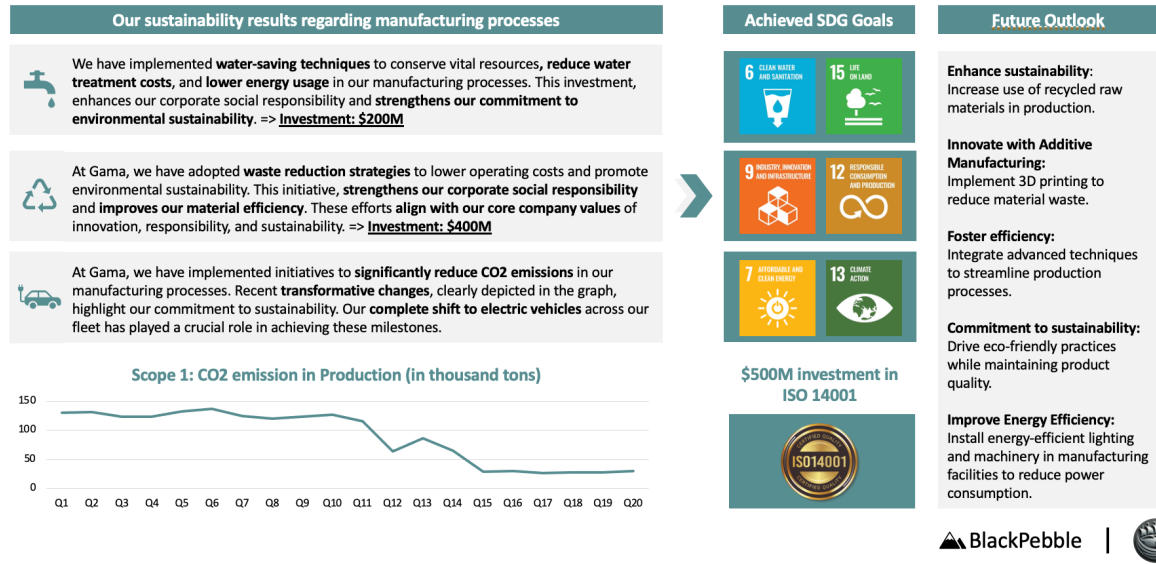 Our sustainability results regarding manufacturing processes
We have implemented water-saving techniques to conserve vital resources, reduce water
treatment costs, and lower energy usage in our manufacturing processes. This investment,
enhances our corporate social responsibility and strengthens our commitment to
environmental sustainability. => Investment: $200M
At Gama, we have adopted waste reduction strategies to lower operating costs and promote
environmental sustainability. This initiative, strengthens our corporate social responsibility
and improves our material efficiency. These efforts align with our core company values of
innovation, responsibility, and sustainability. => Investment: $400M
At Gama, we have implemented initiatives to significantly reduce CO2 emissions in our
manufacturing processes. Recent transformative changes, clearly depicted in the graph,
highlight our commitment to sustainability. Our complete shift to electric vehicles across our
fleet has played a crucial role in achieving these milestones.
Scope 1: CO2 emission in Production (in thousand tons)
150
100
50
0
Q1 Q2 Q3 Q4 Q5 Q6 Q7 Q8 Q9 Q10 Q11 Q12 Q13 Q14 Q15 Q16 Q17 Q18 Q19 Q20
Achieved SDG Goals
6 CLEAN WATER
AND SANITATION
15 LIFE
ON LAND
9 INDUSTRY, INNOVATION
AND INFRASTRUCTURE
12 RESPONSIBLE
CONSUMPTION
AND PRODUCTION
7 AFFORDABLE AND
CLEAN ENERGY
13 CLIMATE
ACTION
$500M investment in
ISO 14001
CERTIFIED QUALITY
ISO14001
CERTIFIED QUALITY
Future Outlook
Enhance sustainability:
Increase use of recycled raw
materials in production.
Innovate with Additive
Manufacturing:
Implement 3D printing to
reduce material waste.
Foster efficiency:
Integrate advanced techniques
to streamline production
processes.
Commitment to sustainability:
Drive eco-friendly practices
while maintaining product
quality.
Improve Energy Efficiency:
Install energy-efficient lighting
and machinery in manufacturing
facilities to reduce power
consumption.
BlackPebble |